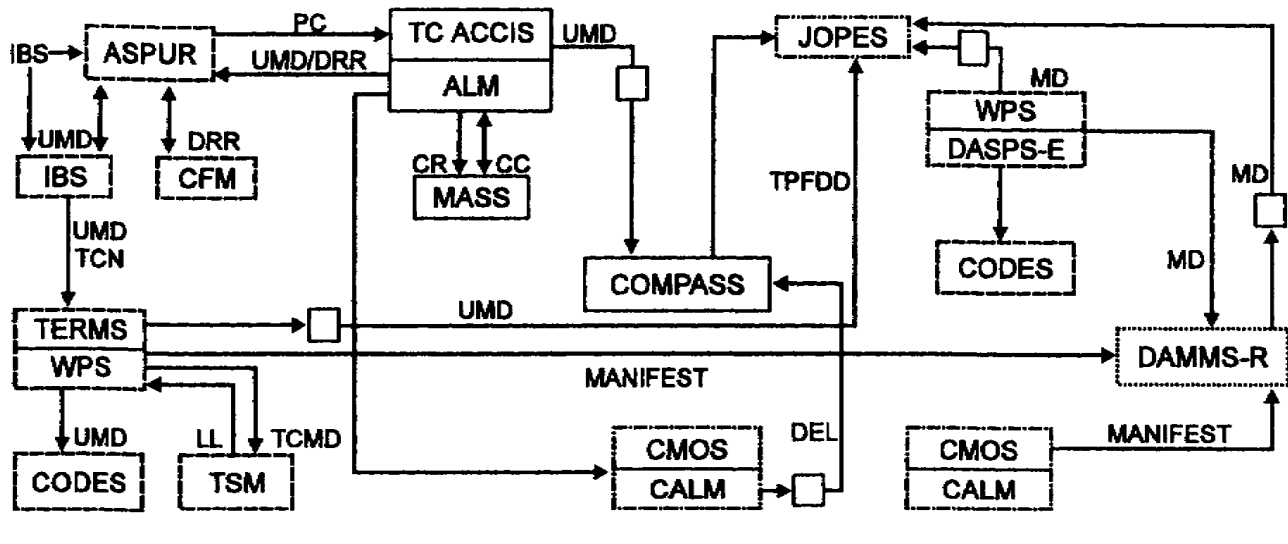 PC
TC ACCIS
UMD
JOPES
IBS
ASPUR
UMD/DRR
ALM
MD
WPS
UMD
DRR
DASPS-E
IBS
CFM
CR
CC
MASS
TPFDD
MD
UMD
TCN
MD
CODES
COMPASS
UMD
TERMS
WPS
DAMMS-R
MANIFEST
UMD
LL
TCMD
DEL
MANIFEST
CMOS
CMOS
CODES
TSM
CALM
CALM